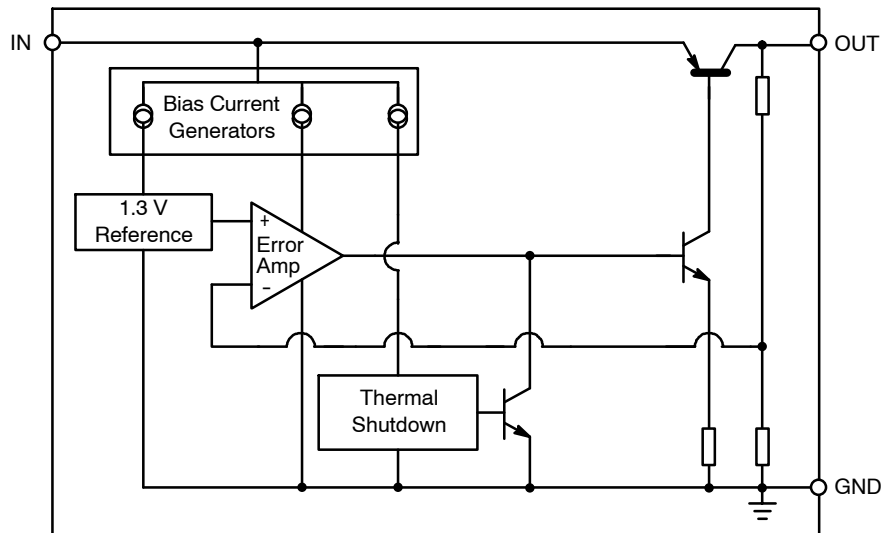 IN
OUT
Bias Current
Generators
1.3 V
Reference
+
Error
Amp
−
Thermal
Shutdown
GND